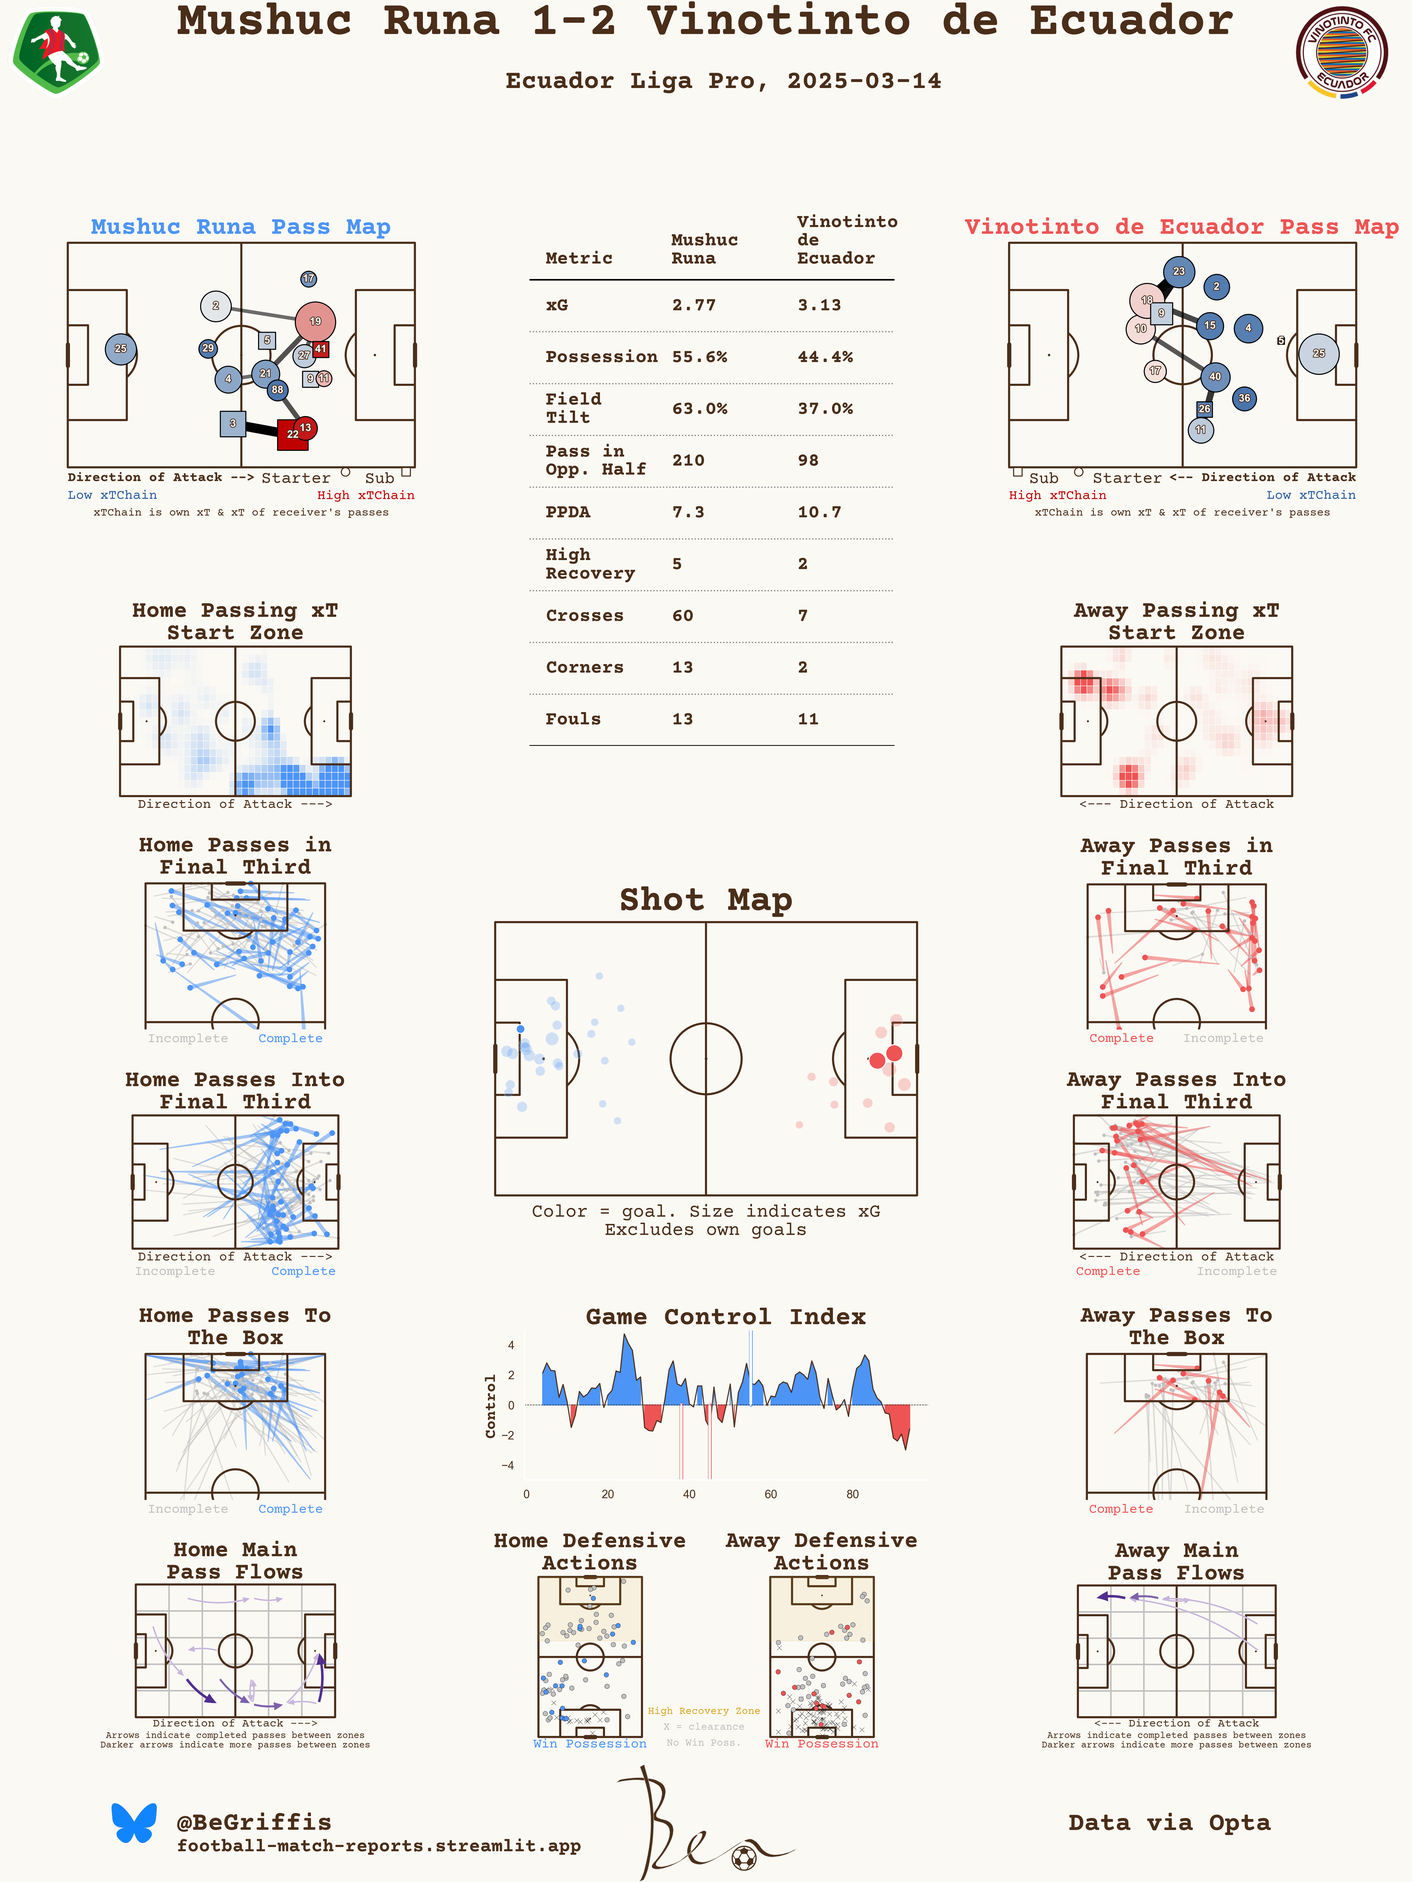 Mushuc Runa 1-2 Vinotinto de Ecuador
Ecuador Liga Pro, 2025-03-14
VINOTINTO FC
ECUADOR
Mushuc Runa Pass Map
17
2
19
25
29
5
27
41
4
21
9
11
88
3
22
13
Direction of Attack --> Starter Sub
Low xTChain High xTChain
xTChain is own xT & xT of receiver's passes
Metric Mushuc Runa Vinotinto de Ecuador
xG 2.77 3.13
Possession 55.6% 44.4%
Field Tilt 63.0% 37.0%
Pass in Opp. Half 210 98
PPDA 7.3 10.7
High Recovery 5 2
Crosses 60 7
Corners 13 2
Fouls 13 11
Vinotinto de Ecuador Pass Map
23
2
18
9
10
15
4
5
25
17
40
36
26
11
Sub Starter <-- Direction of Attack
High xTChain Low xTChain
xTChain is own xT & xT of receiver's passes
Home Passing xT
Start Zone
Direction of Attack --->
Away Passing xT
Start Zone
<--- Direction of Attack
Home Passes in
Final Third
Incomplete Complete
Away Passes in
Final Third
Complete Incomplete
Shot Map
Color = goal. Size indicates xG
Excludes own goals
Home Passes Into
Final Third
Direction of Attack --->
Incomplete Complete
Away Passes Into
Final Third
<--- Direction of Attack
Complete Incomplete
Home Passes To
The Box
Incomplete Complete
Game Control Index
Control
4
2
0
−2
−4
0 20 40 60 80
Away Passes To
The Box
Complete Incomplete
Home Main
Pass Flows
Direction of Attack --->
Arrows indicate completed passes between zones
Darker arrows indicate more passes between zones
Home Defensive
Actions
Win Possession
High Recovery Zone
X = clearance
No Win Poss.
Away Defensive
Actions
Win Possession
Away Main
Pass Flows
<--- Direction of Attack
Arrows indicate completed passes between zones
Darker arrows indicate more passes between zones
@BeGriffis
football-match-reports.streamlit.app
Ben
Data via Opta